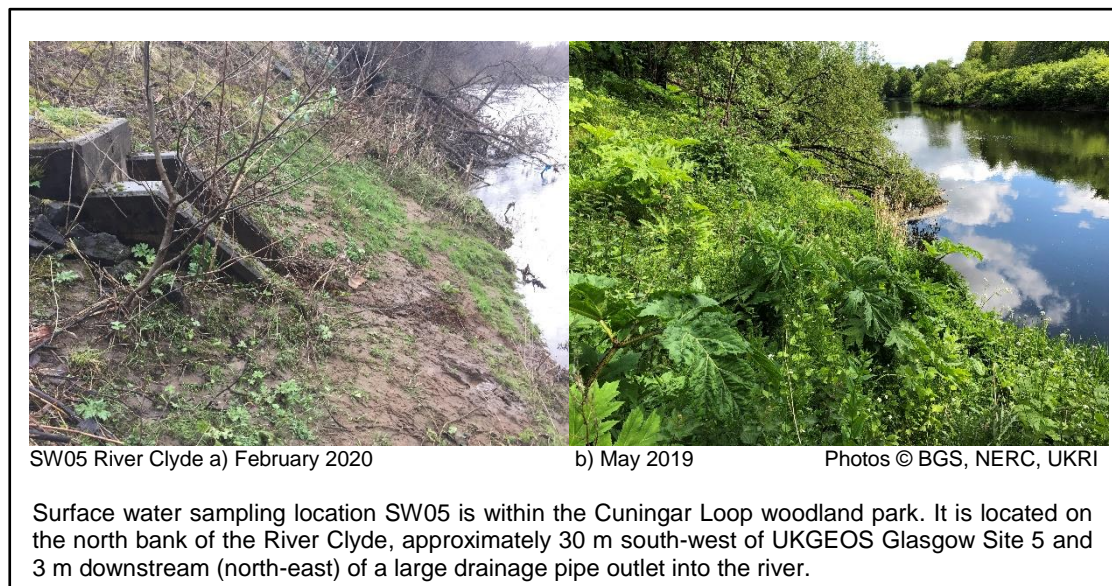 SW05 River Clyde a) February 2020 b) May 2019 Photos © BGS, NERC, UKRI
Surface water sampling location SW05 is within the Cuningar Loop woodland park. It is located on
the north bank of the River Clyde, approximately 30 m south-west of UKGEOS Glasgow Site 5 and
3 m downstream (north-east) of a large drainage pipe outlet into the river.